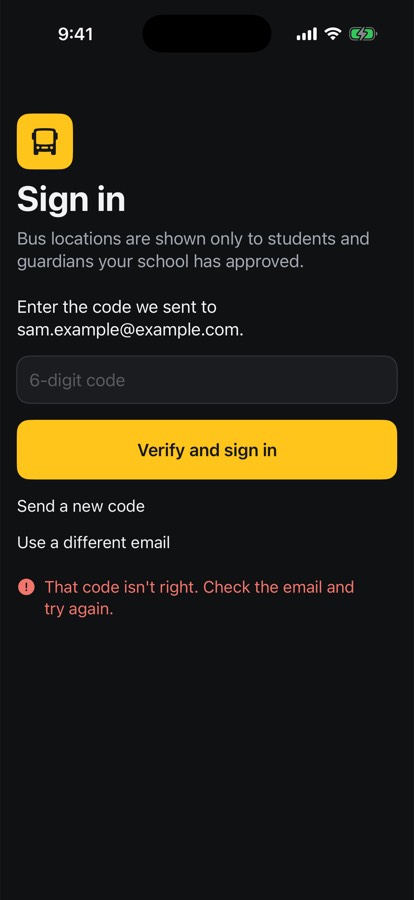 9:41
Sign in
Bus locations are shown only to students and
guardians your school has approved.
Enter the code we sent to
sam.example@example.com.
6-digit code
Verify and sign in
Send a new code
Use a different email
That code isn't right. Check the email and
try again.